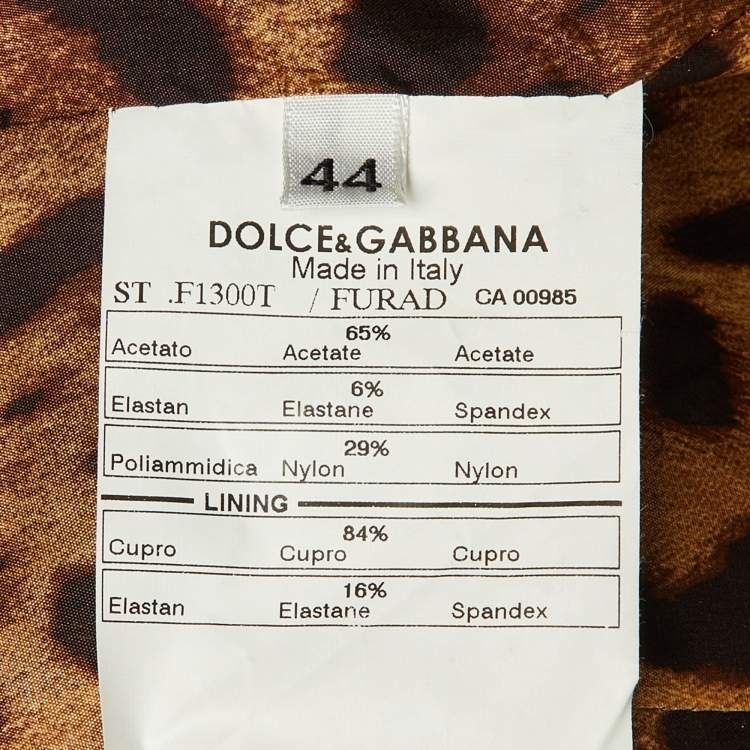 44
DOLCE&GABBANA
Made in Italy
ST .F1300T / FURAD CA 00985
65%
Acetato Acetate Acetate
6%
Elastan Elastane Spandex
29%
Poliammidica Nylon Nylon
LINING
84%
Cupro Cupro Cupro
16%
Elastan Elastane Spandex